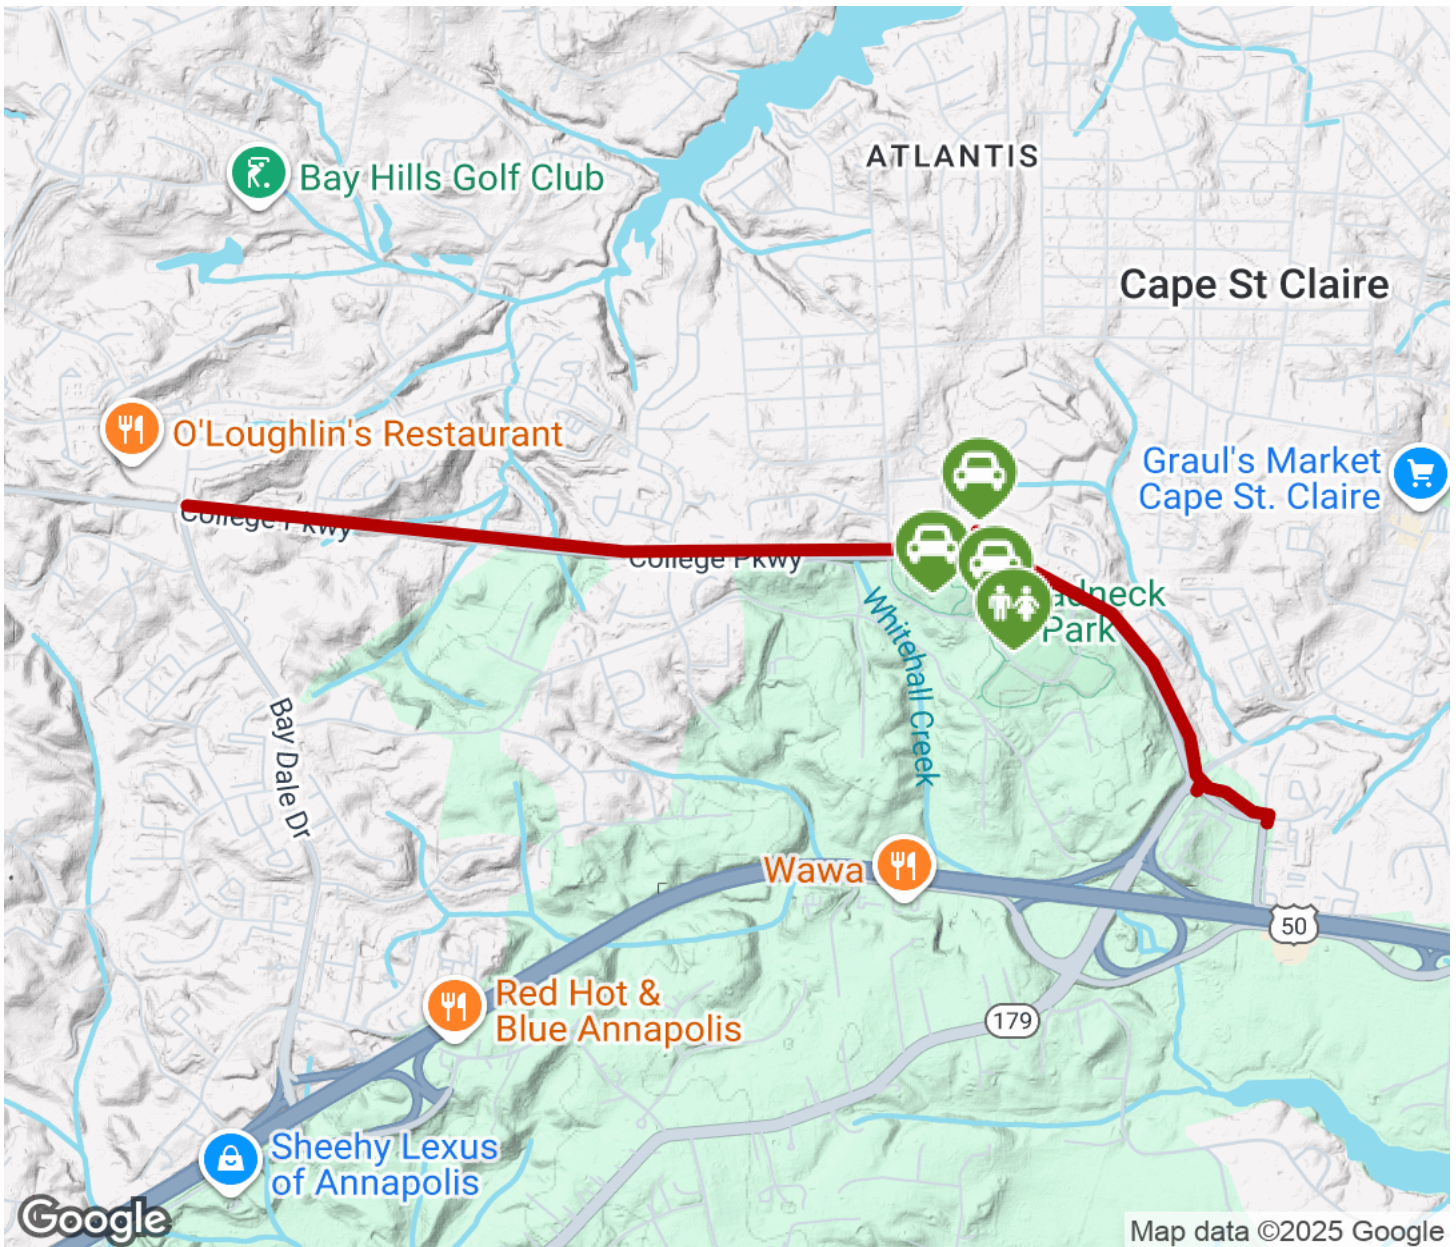 ATLANTIS
Bay Hills Golf Club
Cape St Claire
O'Loughlin's Restaurant
Graul's Market
Cape St. Claire
College Pkwy
College Pkwy
Park
Whitehall Creek
Bay Dale Dr
Wawa
50
Red Hot &
Blue Annapolis
179
Sheehy Lexus
of Annapolis
Google
Map data ©2025 Google